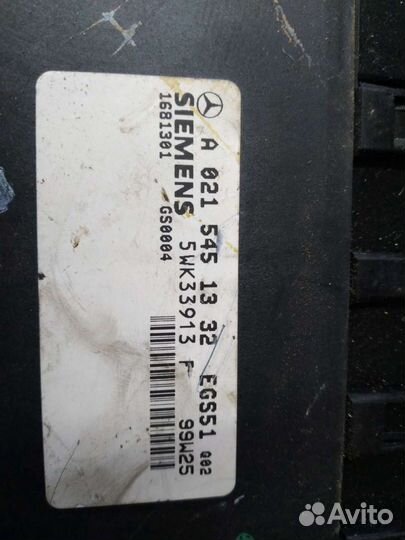 A 021 545 13 32 EGS51 Q02
SIEMENS 5WK33913 F 99W25
1681301 GS0004
Avito